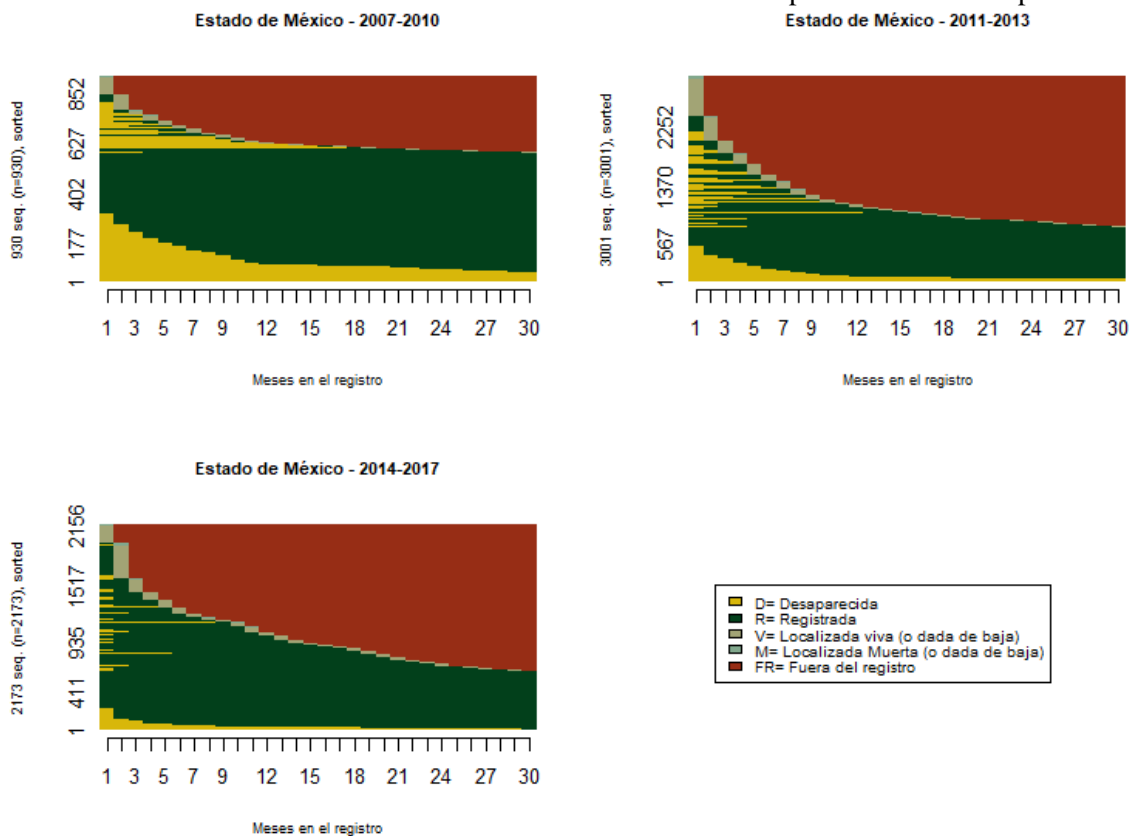 Estado de México - 2007-2010
930 seq. (n=930), sorted
852
627
402
177
1
1 3 5 7 9 12 15 18 21 24 27 30
Meses en el registro
Estado de México - 2011-2013
3001 seq. (n=3001), sorted
2252
1370
567
1
1 3 5 7 9 12 15 18 21 24 27 30
Meses en el registro
Estado de México - 2014-2017
2173 seq. (n=2173), sorted
2156
1517
935
411
1
1 3 5 7 9 12 15 18 21 24 27 30
Meses en el registro
D= Desaparecida
R= Registrada
V= Localizada viva (o dada de baja)
M= Localizada Muerta (o dada de baja)
FR= Fuera del registro